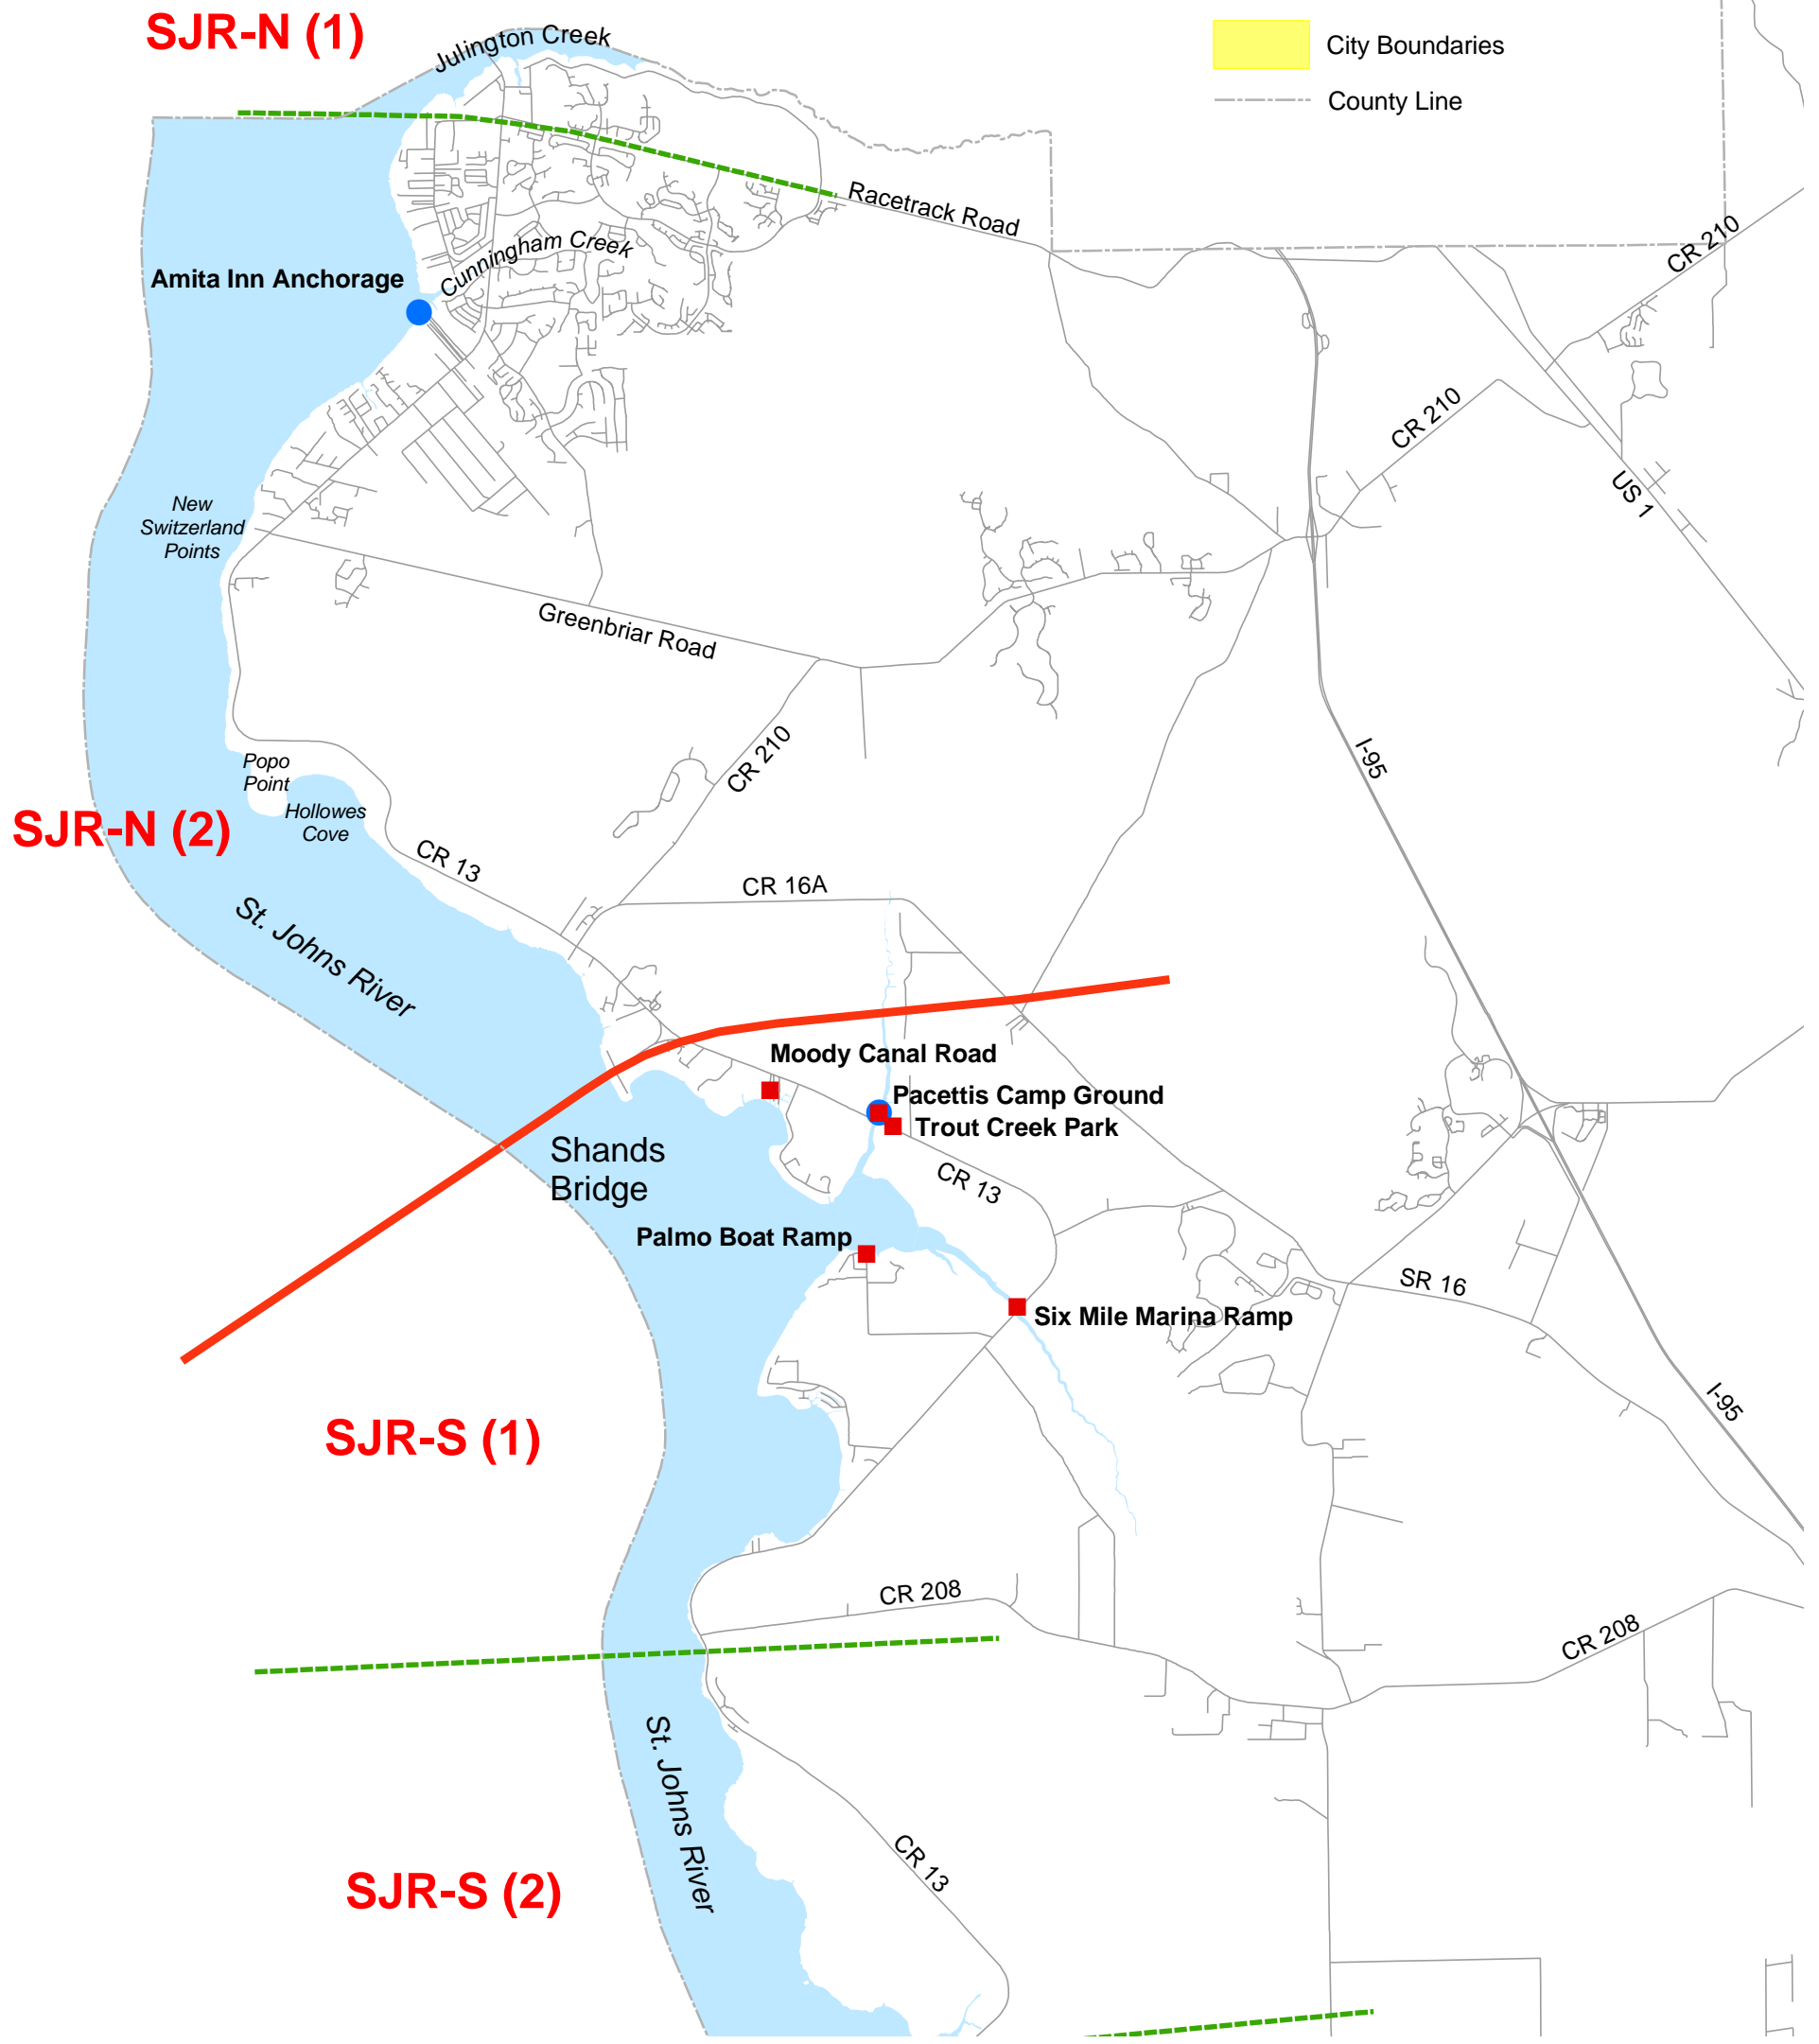 SJR-N (1)
Julington Creek
City Boundaries
County Line
Racetrack Road
CR 210
Cunningham Creek
Amita Inn Anchorage
CR 210
US 1
New
Switzerland
Points
Greenbriar Road
I-95
CR 210
Popo
Point
Hollowes
Cove
SJR-N (2)
CR 13
CR 16A
St. Johns River
Moody Canal Road
Pacettis Camp Ground
Trout Creek Park
Shands
Bridge
CR 13
Palmo Boat Ramp
SR 16
Six Mile Marina Ramp
I-95
SJR-S (1)
CR 208
CR 208
St. Johns River
CR 13
SJR-S (2)